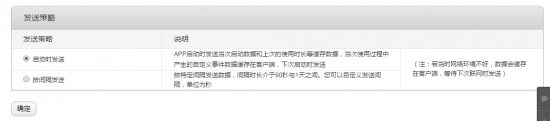 发送策略
发送策略 说明
启动时发送
APP启动时发送当次启动数据和上次的使用时长等缓存数据，当次使用过程中
产生的自定义事件数据缓存在客户端，下次启动时发送
按间隔发送
按特定间隔发送数据，间隔时长介于90秒与1天之间。您可以自定义发送间
隔，单位为秒
（注：若当时网络环境不好，数据会缓存
在客户端，等待下次联网时发送）
确定